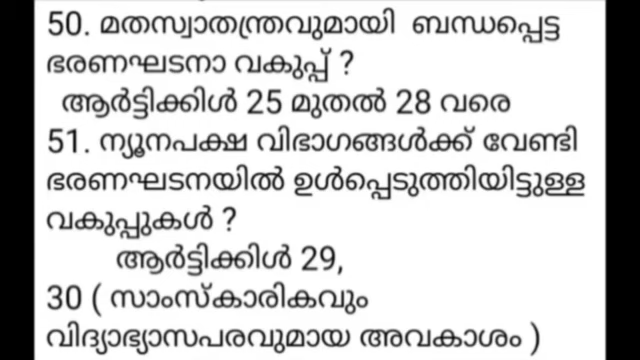 50. മതസ്വാതന്ത്രവുമായി ബന്ധപ്പെട്ട
ഭരണഘടനാ വകുപ്പ് ?
ആർട്ടിക്കിൾ 25 മുതൽ 28 വരെ
51. ന്യൂനപക്ഷ വിഭാഗങ്ങൾക്ക് വേണ്ടി
ഭരണഘടനയിൽ ഉൾപ്പെടുത്തിയിട്ടുള്ള
വകുപ്പുകൾ ?
ആർട്ടിക്കിൾ 29,
30 ( സാംസ്കാരികവും
വിദ്യാഭ്യാസപരവുമായ അവകാശം )